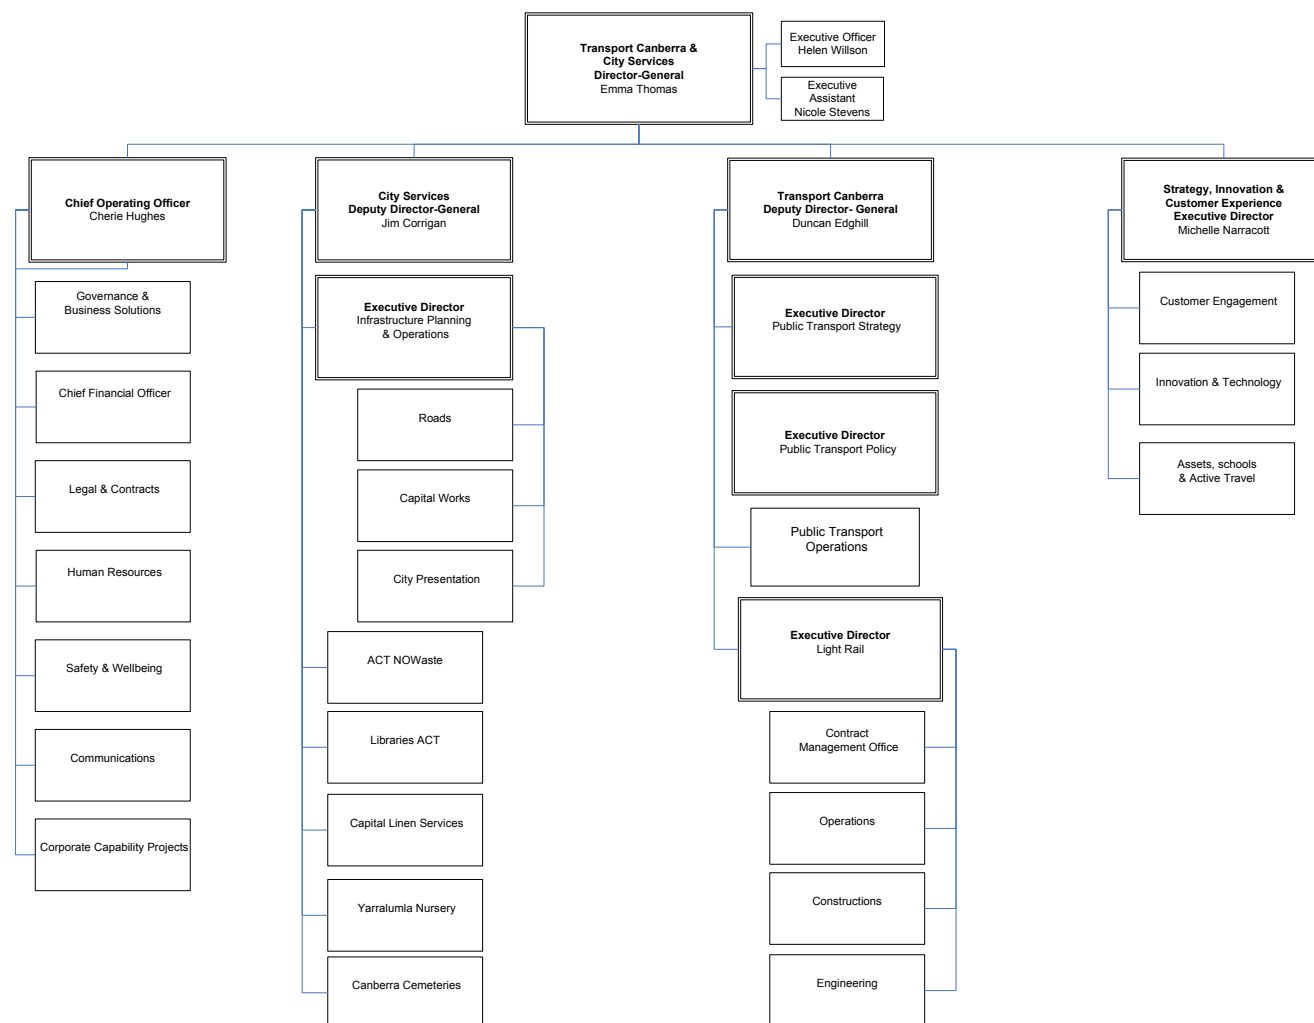 Transport Canberra &
City Services
Director-General
Emma Thomas
Executive Officer
Helen Willson
Executive
Assistant
Nicole Stevens
Chief Operating Officer
Cherie Hughes
Governance &
Business Solutions
Chief Financial Officer
Legal & Contracts
Human Resources
Safety & Wellbeing
Communications
Corporate Capability Projects
City Services
Deputy Director-General
Jim Corrigan
Executive Director
Infrastructure Planning
& Operations
Roads
Capital Works
City Presentation
ACT NOWaste
Libraries ACT
Capital Linen Services
Yarralumla Nursery
Canberra Cemeteries
Transport Canberra
Deputy Director- General
Duncan Edghill
Executive Director
Public Transport Strategy
Executive Director
Public Transport Policy
Public Transport
Operations
Executive Director
Light Rail
Contract
Management Office
Operations
Constructions
Engineering
Strategy, Innovation &
Customer Experience
Executive Director
Michelle Narracott
Customer Engagement
Innovation & Technology
Assets, schools
& Active Travel